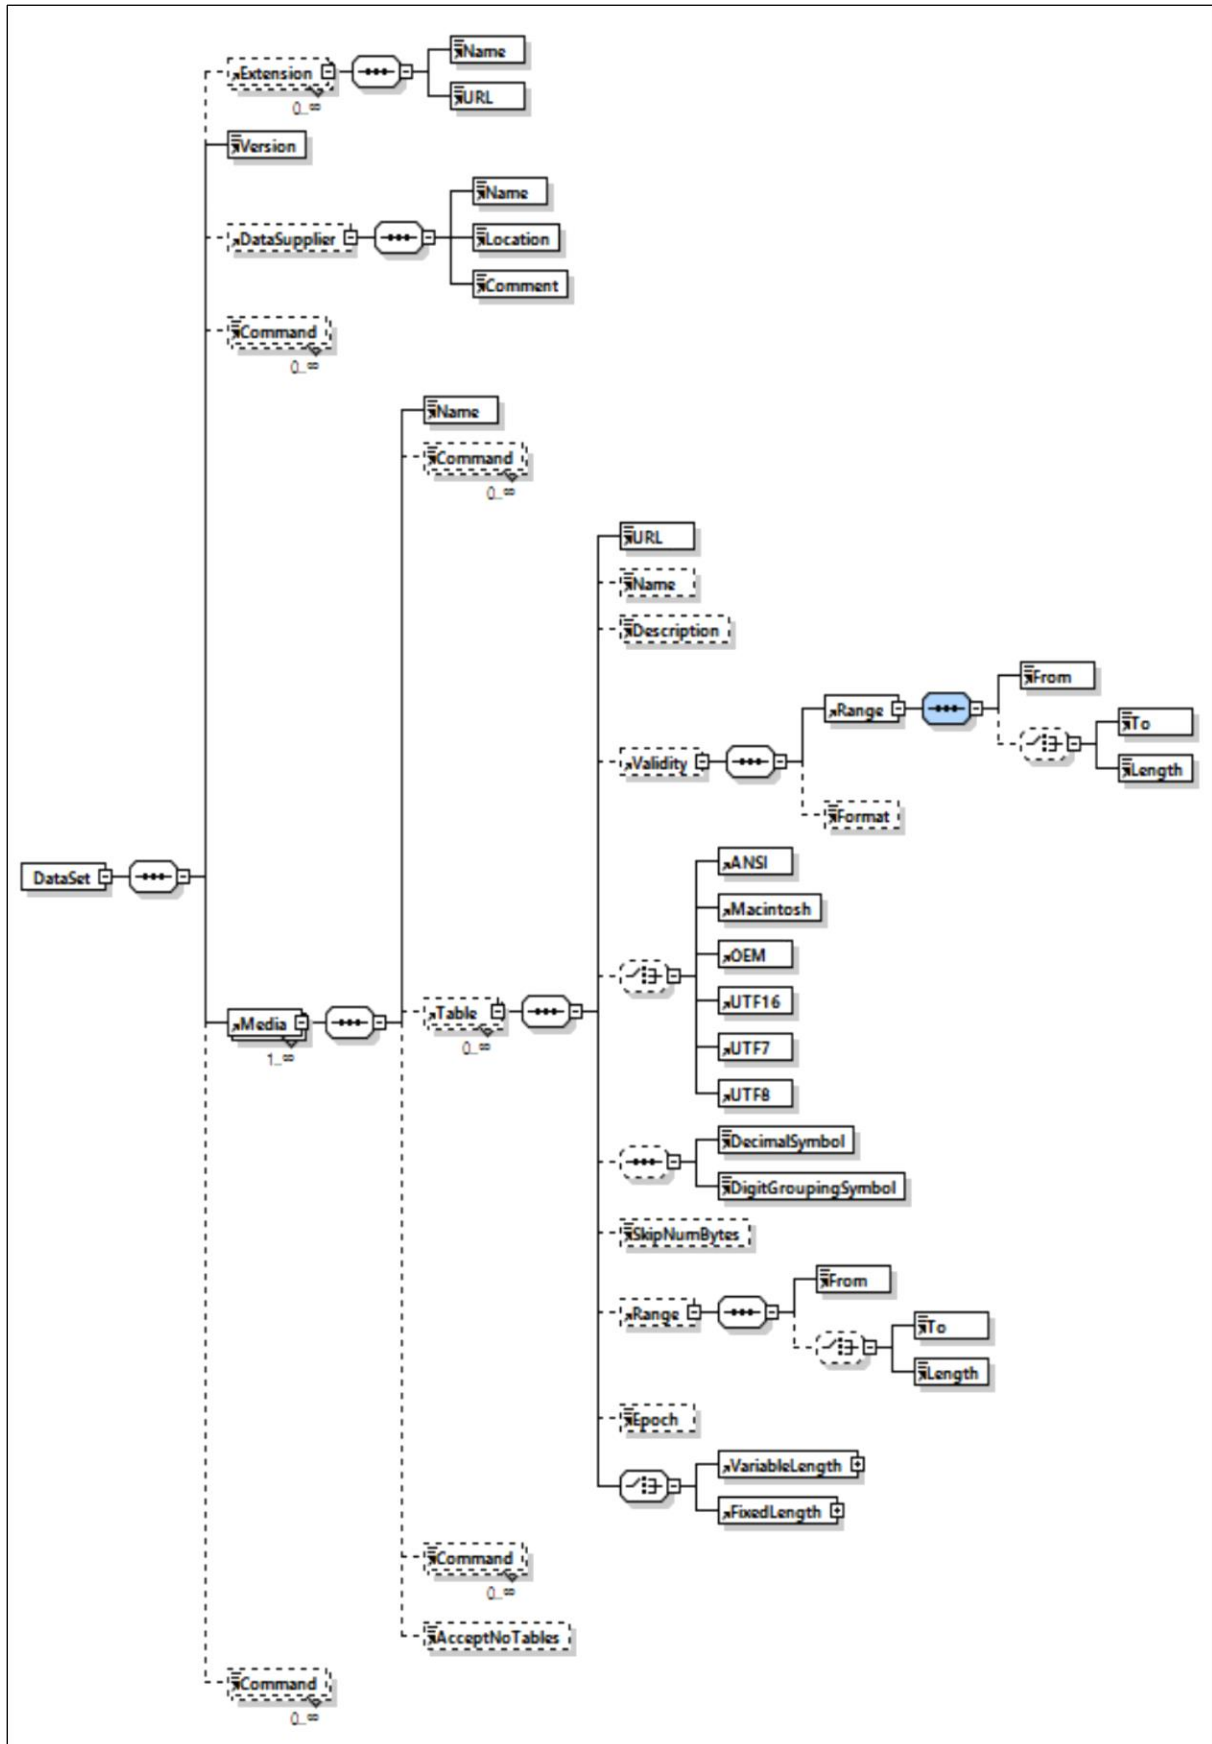 Name
Extension
0..∞
URL
Version
Name
DataSupplier
Location
Comment
Command
0..∞
Name
Command
0..∞
URL
Name
Description
From
Range
To
Validity
Length
Format
ANSI
DataSet
Macintosh
OEM
UTF16
Table
0..∞
Media
1..∞
UTF7
UTF8
DecimalSymbol
DigitGroupingSymbol
SkipNumBytes
From
Range
To
Length
Epoch
VariableLength
FixedLength
Command
0..∞
AcceptNoTables
Command
0..∞